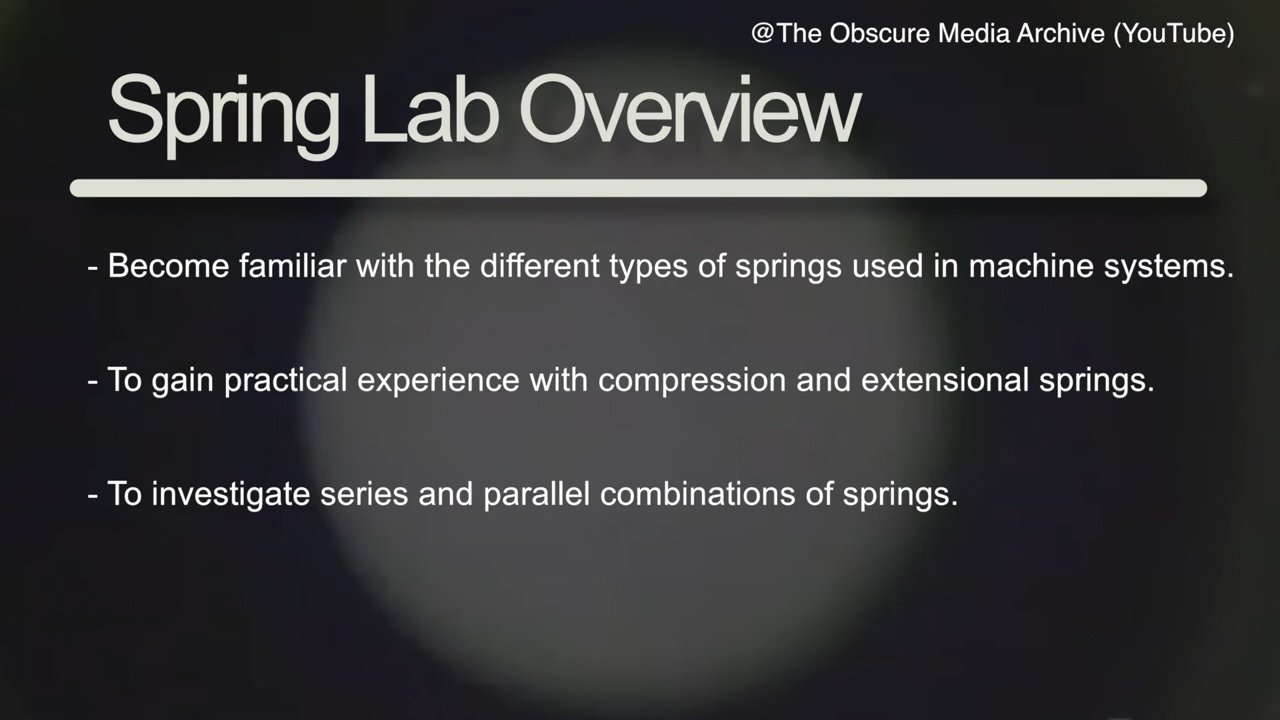 @The Obscure Media Archive (YouTube)
Spring Lab Overview
- Become familiar with the different types of springs used in machine systems.
- To gain practical experience with compression and extensional springs.
- To investigate series and parallel combinations of springs.